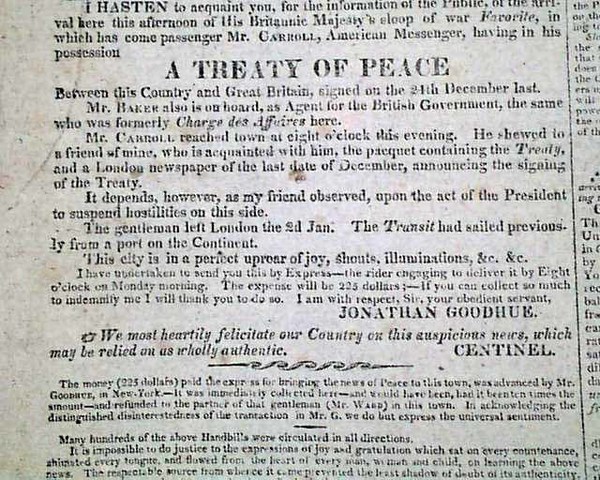 I HASTEN to acquaint you, for the information of the Public, of the arri-
val here this afternoon of His Britannic Majesty's sloop of war Favorite, in
which has come passenger Mr. CARROLL, American Messenger, having in his
possession
A TREATY OF PEACE
Between this Country and Great Britain, signed on the 24th December last.
Mr. BAKER also is on board, as Agent for the British Government, the same
who was formerly Charge des Affaires here.
Mr. CARROLL reached town at eight o'clock this evening. He shewed to
a friend of mine, who is acquainted with him, the pacquet containing the Treaty,
and a London newspaper of the last date of December, announcing the signing
of the Treaty.
It depends, however, as my friend observed, upon the act of the President
to suspend hostilities on this side.
The gentleman left London the 2d Jan. The Transit had sailed previous-
ly from a port on the Continent.
This city is in a perfect uproar of joy, shouts, illuminations, &c. &c.
I have undertaken to send you this by Express—the rider engaging to deliver it by Eight
o'clock on Monday morning. The expense will be 225 dollars ;—If you can collect so much
to indemnify me I will thank you to do so. I am with respect, Sir, your obedient servant,
JONATHAN GOODHUE.
☞ We most heartily felicitate our Country on this auspicious news, which
may be relied on as wholly authentic. CENTINEL.
The money (225 dollars) paid the express for bringing the news of Peace to this town, was advanced by Mr.
GOODHUE, in New-York.—It was immediately collected here—and would have been, had it been ten times the
amount—and refunded to the partner of that gentleman (Mr. WARD) in this town. In acknowledging the
distinguished disinterestedness of the transaction in Mr. G. we do but express the universal sentiment.
Many hundreds of the above Handbills were circulated in all directions.
It is impossible to do justice to the expressions of joy and gratulation which sat on every countenance,
animated every tongue, and flowed from the heart of every man, woman and child, on learning the above
news. The respectable source from whence it came prevented the least shadow of doubt of its authenticity.